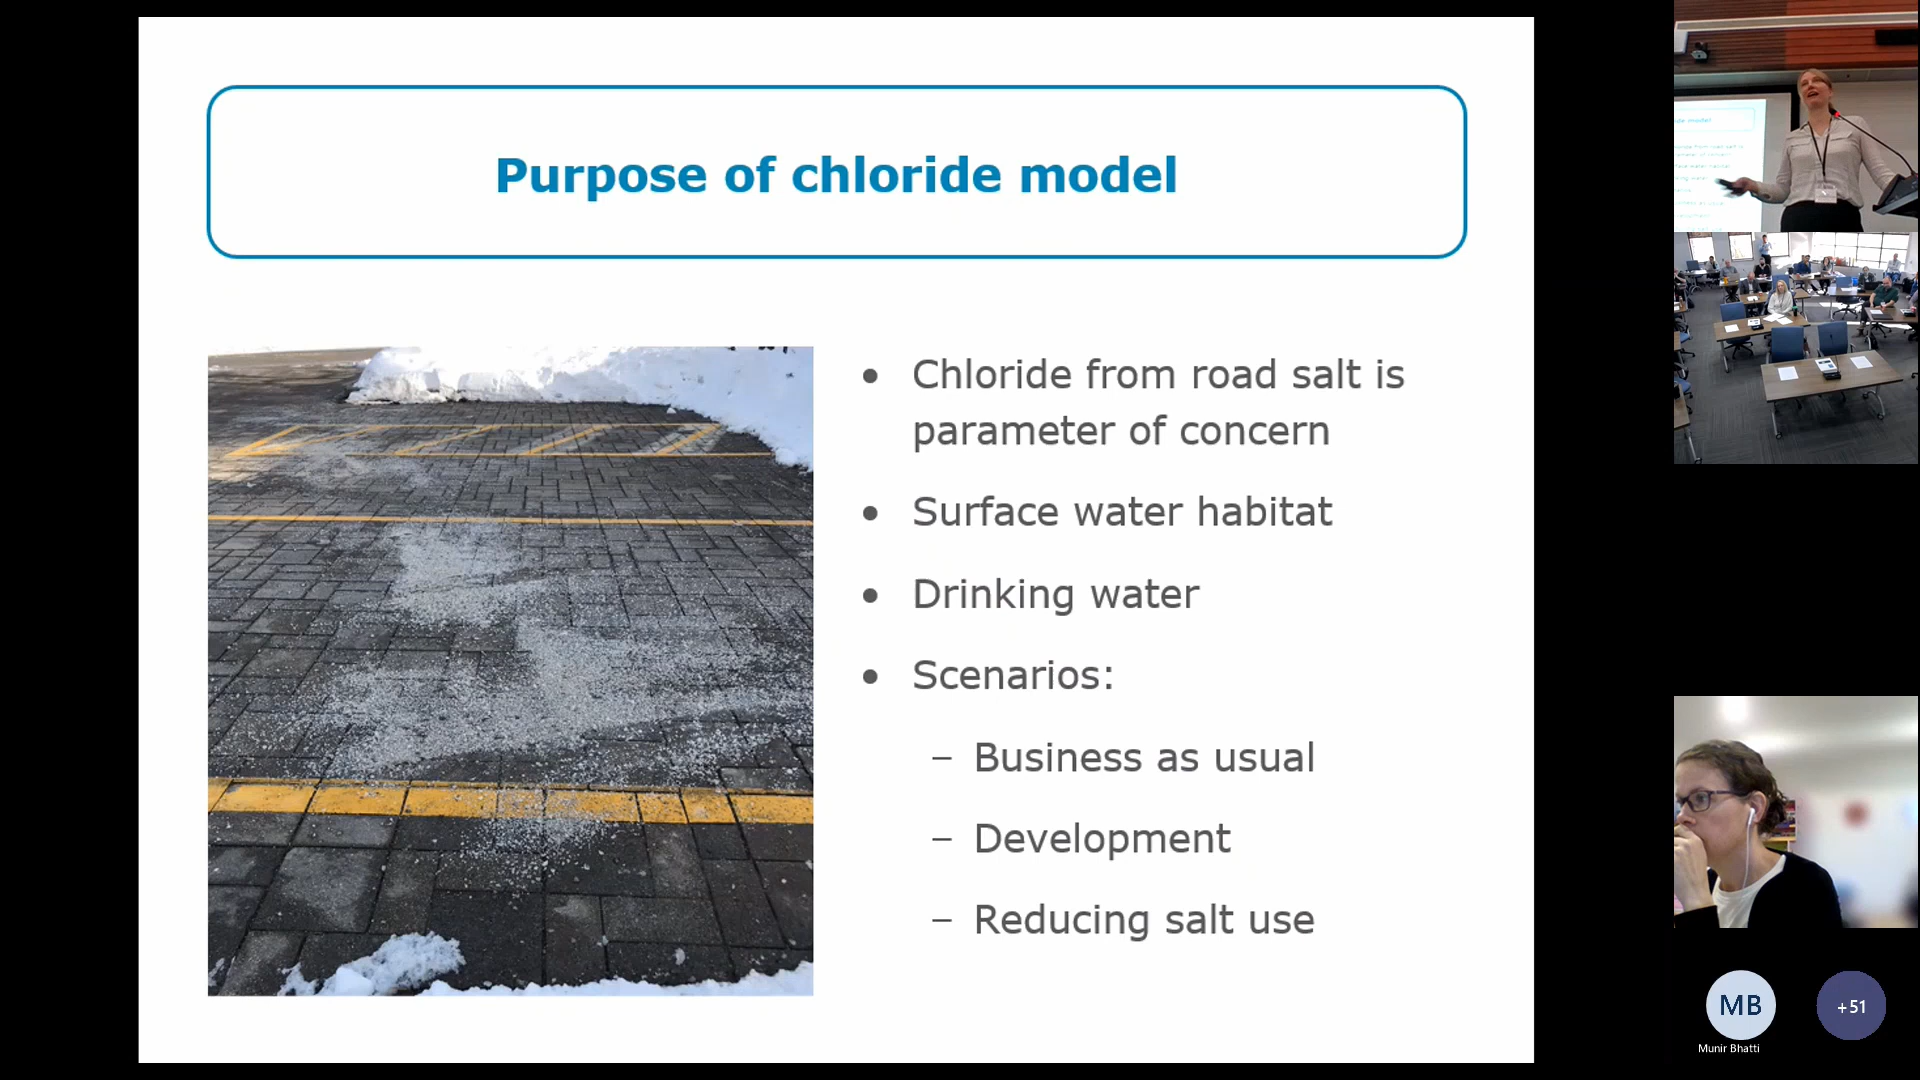 Purpose of chloride model
• Chloride from road salt is
parameter of concern
• Surface water habitat
• Drinking water
• Scenarios:
– Business as usual
– Development
– Reducing salt use
MB
+51
Munir Bhatti